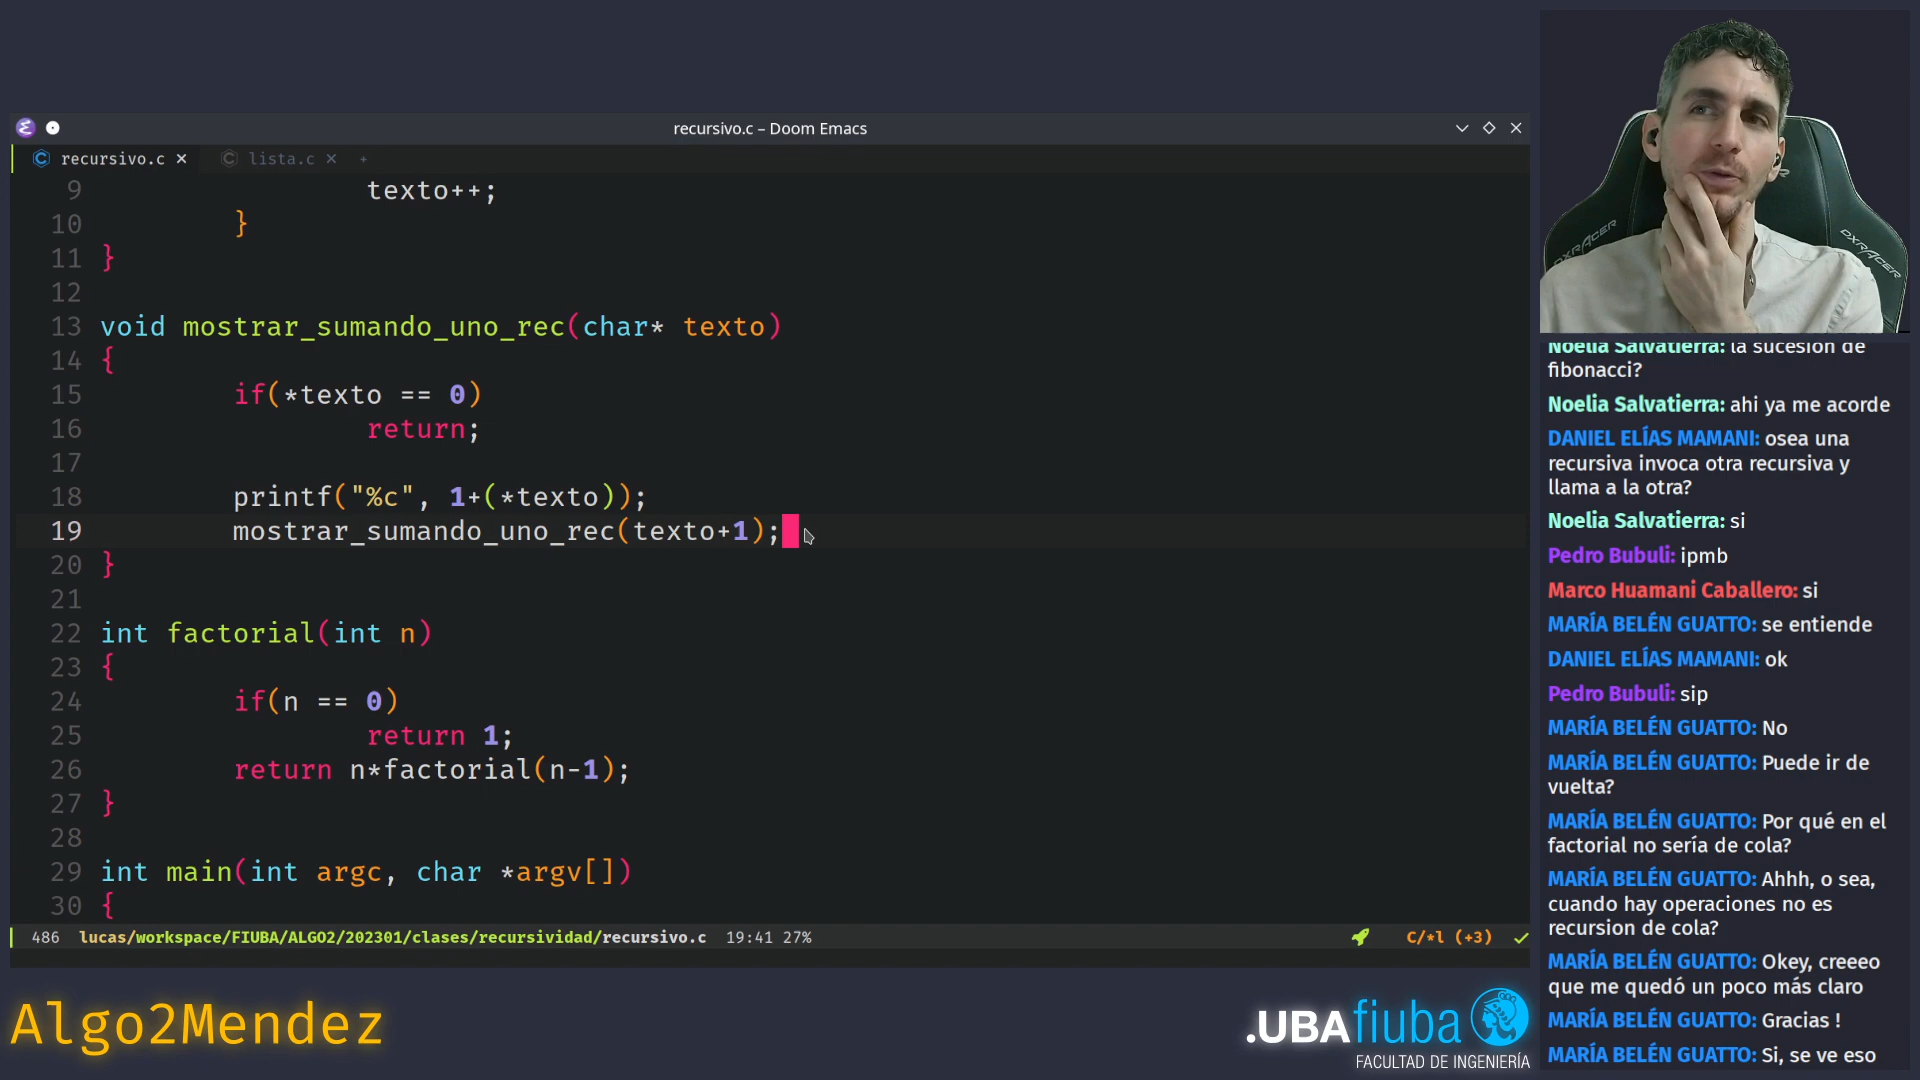 recursivo.c – Doom Emacs
recursivo.c × lista.c × +
9 texto++;
10 }
11 }
12
13 void mostrar_sumando_uno_rec(char* texto)
14 {
15 if(*texto == 0)
16 return;
17
18 printf("%c", 1+(*texto));
19 mostrar_sumando_uno_rec(texto+1);
20 }
21
22 int factorial(int n)
23 {
24 if(n == 0)
25 return 1;
26 return n*factorial(n-1);
27 }
28
29 int main(int argc, char *argv[])
30 {
486 lucas/workspace/FIUBA/ALGO2/202301/clases/recursividad/recursivo.c 19:41 27% C/*l (+3)
Algo2Mendez
.UBAfiuba
FACULTAD DE INGENIERÍA
DXRACER
DXRACER
Noelia Salvatierra: la sucesion de
fibonacci?
Noelia Salvatierra: ahi ya me acorde
DANIEL ELÍAS MAMANI: osea una
recursiva invoca otra recursiva y
llama a la otra?
Noelia Salvatierra: si
Pedro Bubuli: ipmb
Marco Huamani Caballero: si
MARÍA BELÉN GUATTO: se entiende
DANIEL ELÍAS MAMANI: ok
Pedro Bubuli: sip
MARÍA BELÉN GUATTO: No
MARÍA BELÉN GUATTO: Puede ir de
vuelta?
MARÍA BELÉN GUATTO: Por qué en el
factorial no sería de cola?
MARÍA BELÉN GUATTO: Ahhh, o sea,
cuando hay operaciones no es
recursion de cola?
MARÍA BELÉN GUATTO: Okey, creeeo
que me quedó un poco más claro
MARÍA BELÉN GUATTO: Gracias !
MARÍA BELÉN GUATTO: Si, se ve eso